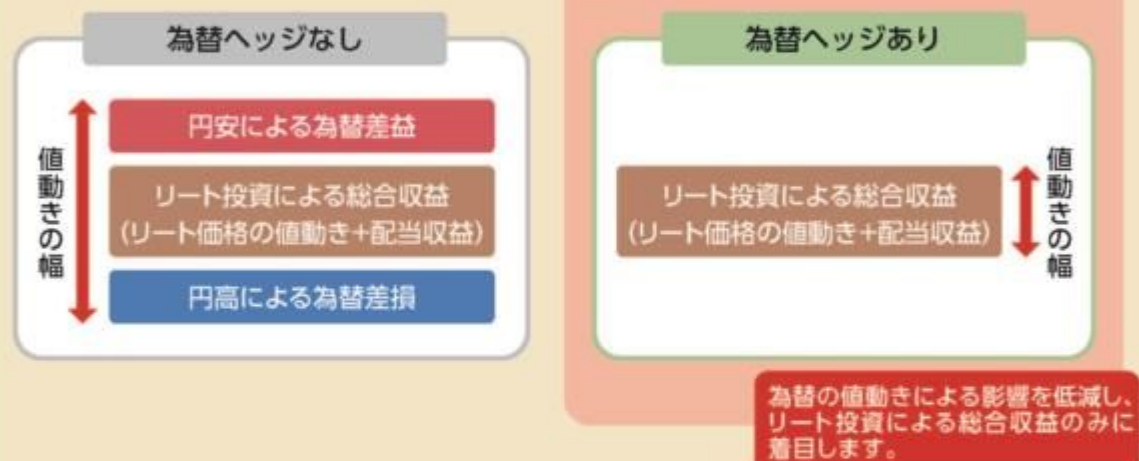 為替ヘッジなし
値動きの幅
円安による為替差益
リート投資による総合収益
(リート価格の値動き+配当収益)
円高による為替差損
為替ヘッジあり
リート投資による総合収益
(リート価格の値動き+配当収益)
値動きの幅
為替の値動きによる影響を低減し、
リート投資による総合収益のみに
着目します。